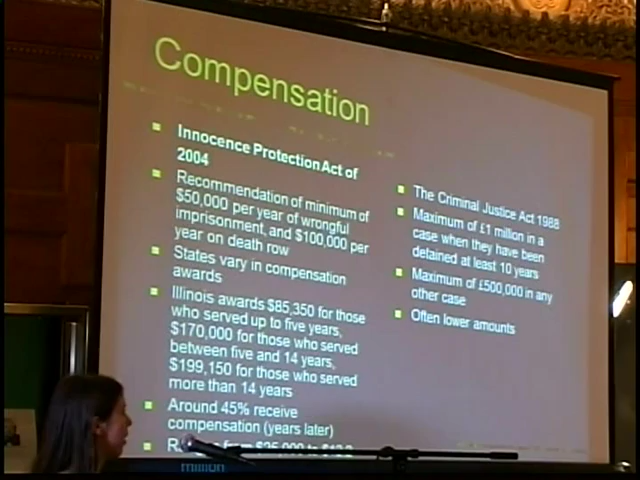 Compensation
Innocence Protection Act of
2004
Recommendation of minimum of
$50,000 per year of wrongful
imprisonment, and $100,000 per
year on death row
States vary in compensation
awards
Illinois awards $85,350 for those
who served up to five years,
$170,000 for those who served
between five and 14 years,
$199,150 for those who served
more than 14 years
Around 45% receive
compensation (years later)
from $25,000 to
million
The Criminal Justice Act 1988
Maximum of £1 million in a
case when they have been
detained at least 10 years
Maximum of £500,000 in any
other case
Often lower amounts